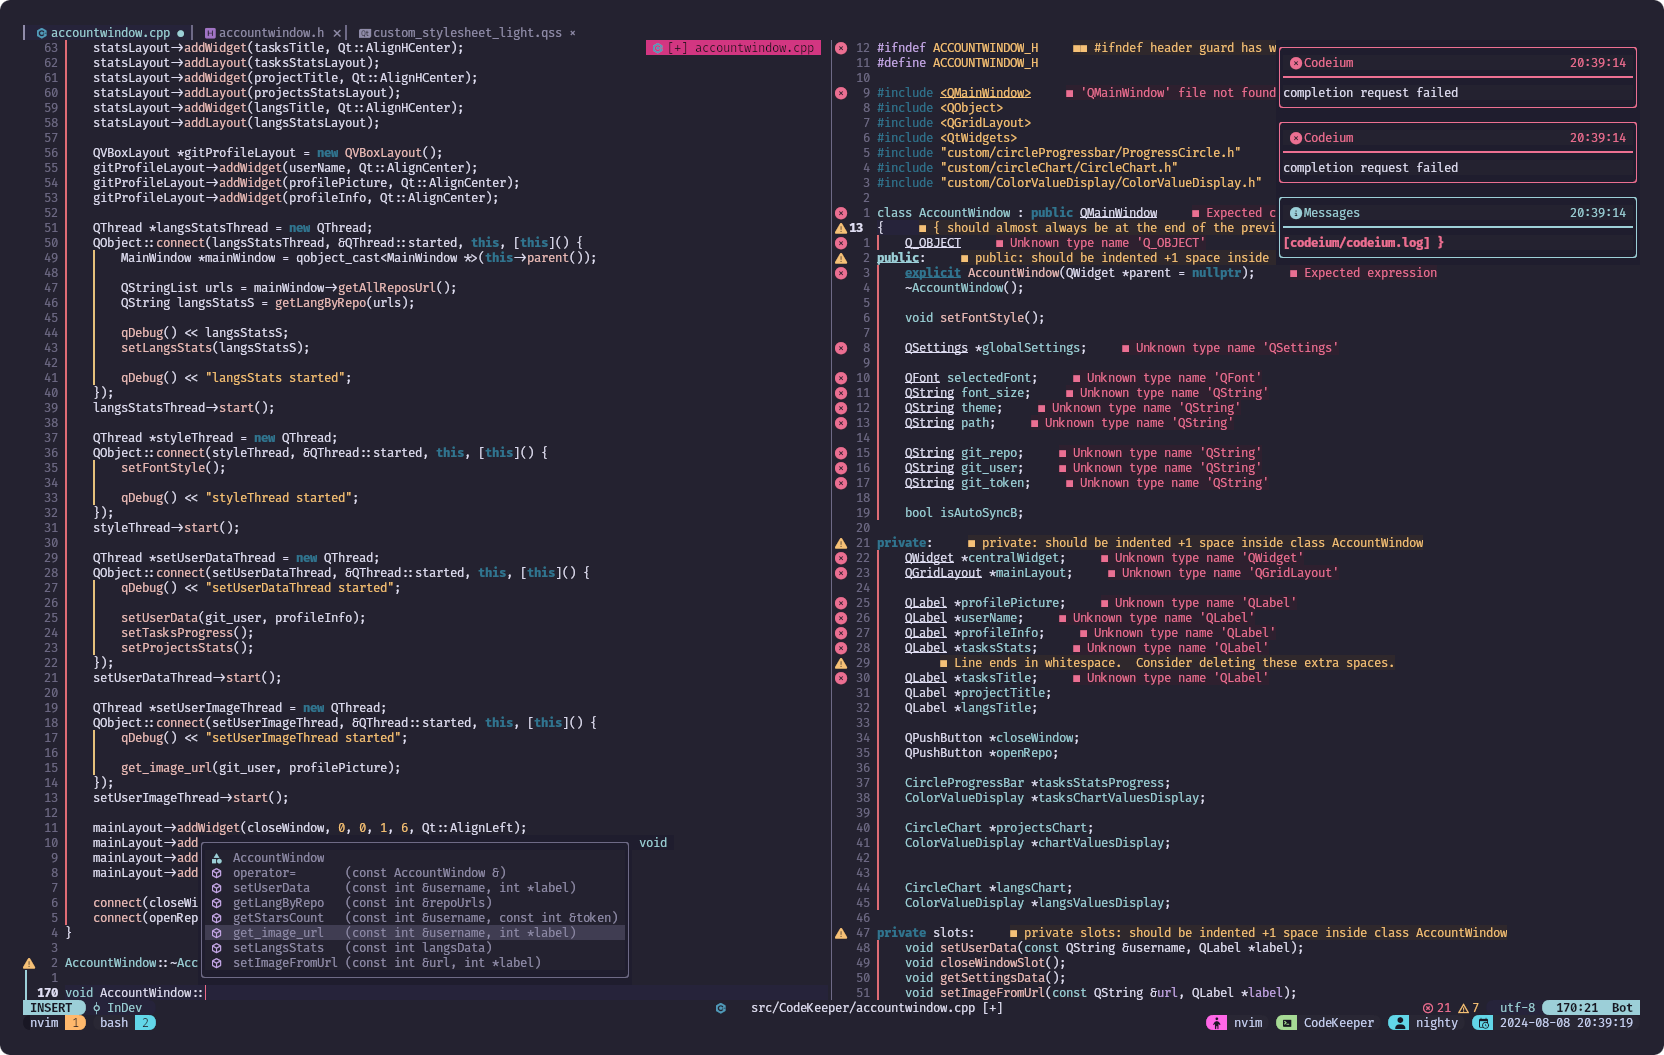 accountwindow.cpp ● accountwindow.h × custom_stylesheet_light.qss ×
[+] accountwindow.cpp
63 statsLayout->addWidget(tasksTitle, Qt::AlignHCenter);
62 statsLayout->addLayout(tasksStatsLayout);
61 statsLayout->addWidget(projectTitle, Qt::AlignHCenter);
60 statsLayout->addLayout(projectsStatsLayout);
59 statsLayout->addWidget(langsTitle, Qt::AlignHCenter);
58 statsLayout->addLayout(langsStatsLayout);
57
56 QVBoxLayout *gitProfileLayout = new QVBoxLayout();
55 gitProfileLayout->addWidget(userName, Qt::AlignCenter);
54 gitProfileLayout->addWidget(profilePicture, Qt::AlignCenter);
53 gitProfileLayout->addWidget(profileInfo, Qt::AlignCenter);
52
51 QThread *langsStatsThread = new QThread;
50 QObject::connect(langsStatsThread, &QThread::started, this, [this]() {
49 MainWindow *mainWindow = qobject_cast<MainWindow *>(this->parent());
48
47 QStringList urls = mainWindow->getAllReposUrl();
46 QString langsStatsS = getLangByRepo(urls);
45
44 qDebug() << langsStatsS;
43 setLangsStats(langsStatsS);
42
41 qDebug() << "langsStats started";
40 });
39 langsStatsThread->start();
38
37 QThread *styleThread = new QThread;
36 QObject::connect(styleThread, &QThread::started, this, [this]() {
35 setFontStyle();
34
33 qDebug() << "styleThread started";
32 });
31 styleThread->start();
30
29 QThread *setUserDataThread = new QThread;
28 QObject::connect(setUserDataThread, &QThread::started, this, [this]() {
27 qDebug() << "setUserDataThread started";
26
25 setUserData(git_user, profileInfo);
24 setTasksProgress();
23 setProjectsStats();
22 });
21 setUserDataThread->start();
20
19 QThread *setUserImageThread = new QThread;
18 QObject::connect(setUserImageThread, &QThread::started, this, [this]() {
17 qDebug() << "setUserImageThread started";
16
15 get_image_url(git_user, profilePicture);
14 });
13 setUserImageThread->start();
12
11 mainLayout->addWidget(closeWindow, 0, 0, 1, 6, Qt::AlignLeft);
10 mainLayout->add void
9 mainLayout->add
8 mainLayout->add
7
6 connect(closeWi
5 connect(openRep
4 }
3
2 AccountWindow::~Acc
1
170 void AccountWindow::
AccountWindow
operator= (const AccountWindow &)
setUserData (const int &username, int *label)
getLangByRepo (const int &repoUrls)
getStarsCount (const int &username, const int &token)
get_image_url (const int &username, int *label)
setLangsStats (const int langsData)
setImageFromUrl (const int &url, int *label)
12 #ifndef ACCOUNTWINDOW_H ■■ #ifndef header guard has w
11 #define ACCOUNTWINDOW_H
10
9 #include <QMainWindow> ■ 'QMainWindow' file not found
8 #include <QObject>
7 #include <QGridLayout>
6 #include <QtWidgets>
5 #include "custom/circleProgressbar/ProgressCircle.h"
4 #include "custom/circleChart/CircleChart.h"
3 #include "custom/ColorValueDisplay/ColorValueDisplay.h"
2
1 class AccountWindow : public QMainWindow ■ Expected c
13 { ■ { should almost always be at the end of the previ
1 Q_OBJECT ■ Unknown type name 'Q_OBJECT'
2 public: ■ public: should be indented +1 space inside
3 explicit AccountWindow(QWidget *parent = nullptr); ■ Expected expression
4 ~AccountWindow();
5
6 void setFontStyle();
7
8 QSettings *globalSettings; ■ Unknown type name 'QSettings'
9
10 QFont selectedFont; ■ Unknown type name 'QFont'
11 QString font_size; ■ Unknown type name 'QString'
12 QString theme; ■ Unknown type name 'QString'
13 QString path; ■ Unknown type name 'QString'
14
15 QString git_repo; ■ Unknown type name 'QString'
16 QString git_user; ■ Unknown type name 'QString'
17 QString git_token; ■ Unknown type name 'QString'
18
19 bool isAutoSyncB;
20
21 private: ■ private: should be indented +1 space inside class AccountWindow
22 QWidget *centralWidget; ■ Unknown type name 'QWidget'
23 QGridLayout *mainLayout; ■ Unknown type name 'QGridLayout'
24
25 QLabel *profilePicture; ■ Unknown type name 'QLabel'
26 QLabel *userName; ■ Unknown type name 'QLabel'
27 QLabel *profileInfo; ■ Unknown type name 'QLabel'
28 QLabel *tasksStats; ■ Unknown type name 'QLabel'
29 ■ Line ends in whitespace.  Consider deleting these extra spaces.
30 QLabel *tasksTitle; ■ Unknown type name 'QLabel'
31 QLabel *projectTitle;
32 QLabel *langsTitle;
33
34 QPushButton *closeWindow;
35 QPushButton *openRepo;
36
37 CircleProgressBar *tasksStatsProgress;
38 ColorValueDisplay *tasksChartValuesDisplay;
39
40 CircleChart *projectsChart;
41 ColorValueDisplay *chartValuesDisplay;
42
43
44 CircleChart *langsChart;
45 ColorValueDisplay *langsValuesDisplay;
46
47 private slots: ■ private slots: should be indented +1 space inside class AccountWindow
48 void setUserData(const QString &username, QLabel *label);
49 void closeWindowSlot();
50 void getSettingsData();
51 void setImageFromUrl(const QString &url, QLabel *label);
Codeium 20:39:14
completion request failed
Codeium 20:39:14
completion request failed
Messages 20:39:14
[codeium/codeium.log] }
INSERT InDev src/CodeKeeper/accountwindow.cpp [+] 21 7 utf-8 170:21 Bot
nvim 1 bash 2 nvim CodeKeeper nighty 2024-08-08 20:39:19